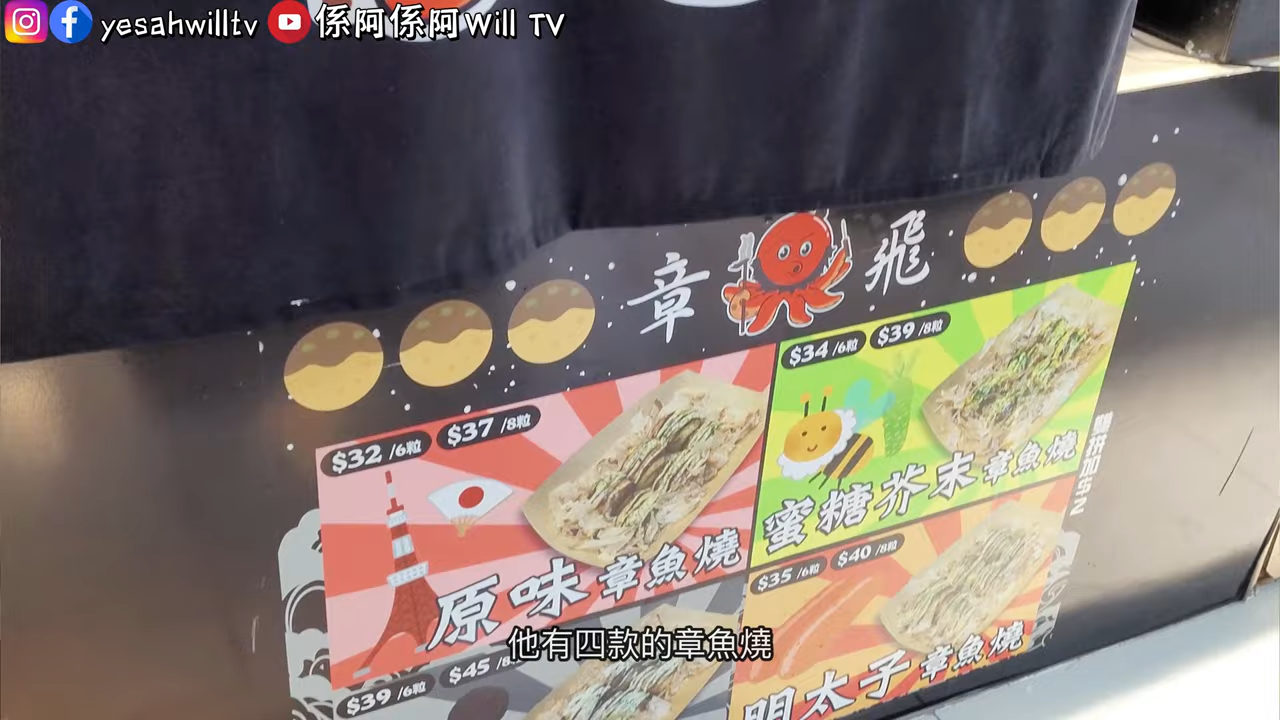 yesahwilltv 係阿係阿Will TV
章 飛
$32 /6粒 $37 /8粒
原味章魚燒
$34 /6粒 $39 /8粒
蜜糖芥末章魚燒
$39 /6粒 $45
$35 /6粒 $40 /8粒
明太子章魚燒
他有四款的章魚燒